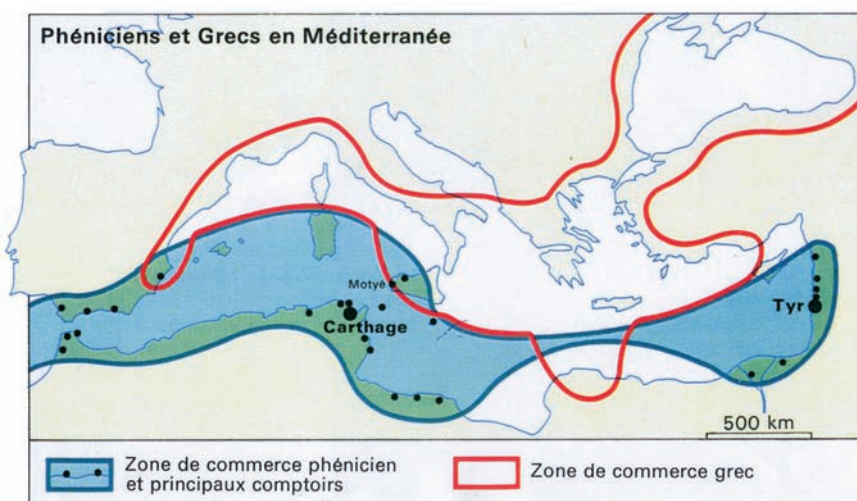 Phéniciens et Grecs en Méditerranée
Motyé
Carthage
Tyr
500 km
Zone de commerce phénicien
et principaux comptoirs
Zone de commerce grec